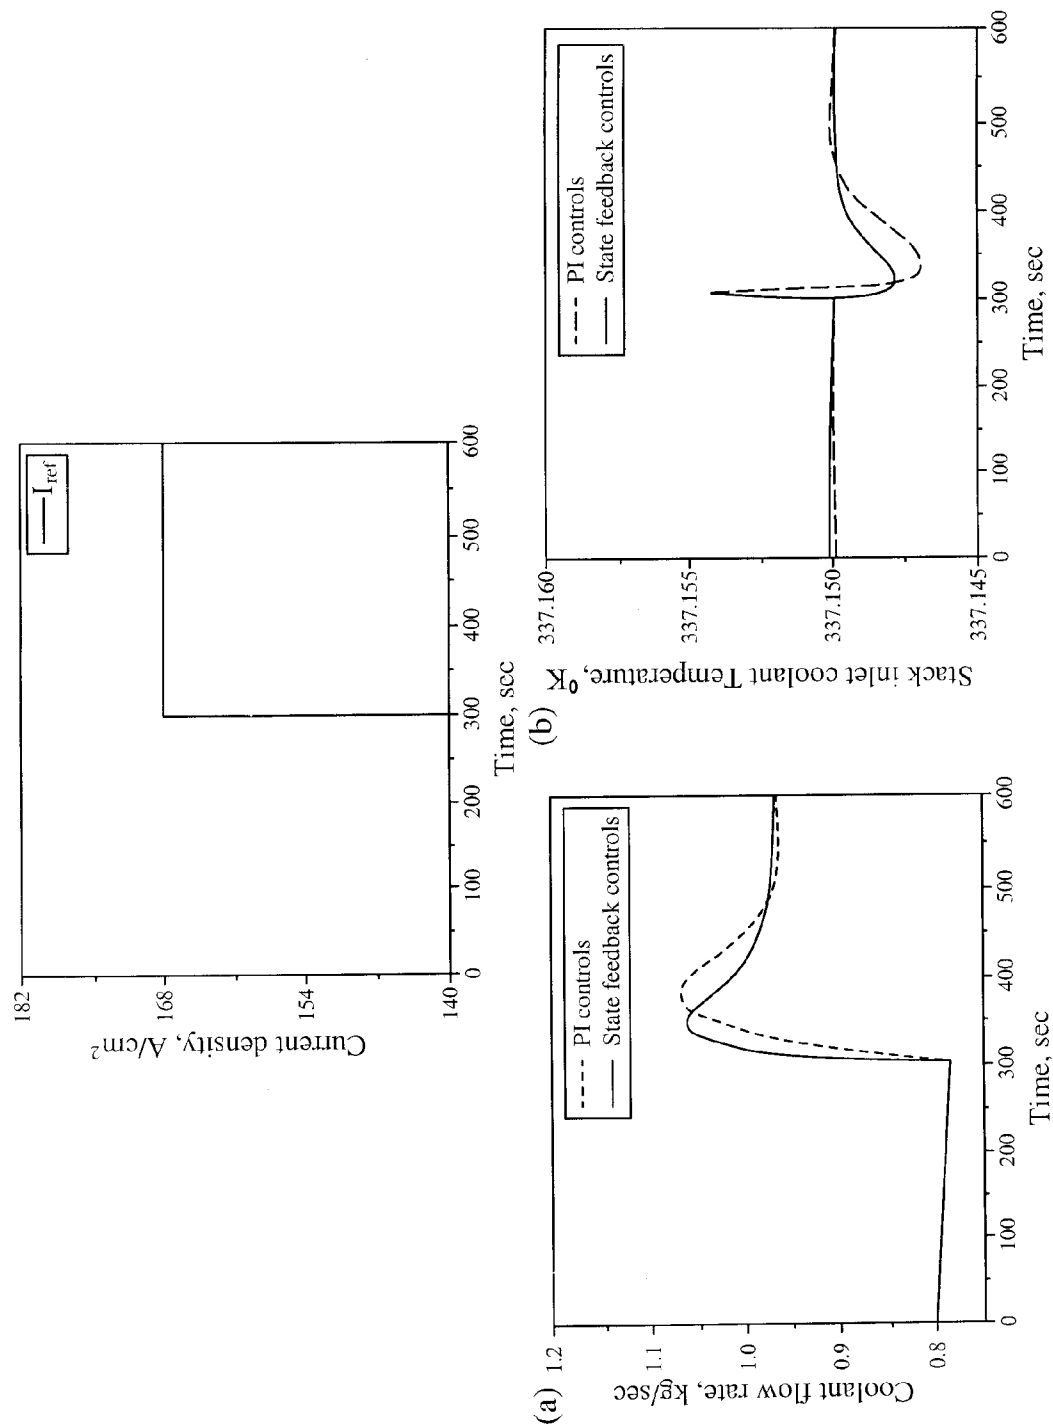 182
168
154
140
Current density, A/cm²
I_ref
0
100
200
300
400
500
600
Time, sec
(a)
1.2
1.1
1.0
0.9
0.8
Coolant flow rate, kg/sec
PI controls
State feedback controls
0
100
200
300
400
500
600
Time, sec
(b)
337.160
337.155
337.150
337.145
Stack inlet coolant Temperature, ⁰K
PI controls
State feedback controls
0
100
200
300
400
500
600
Time, sec